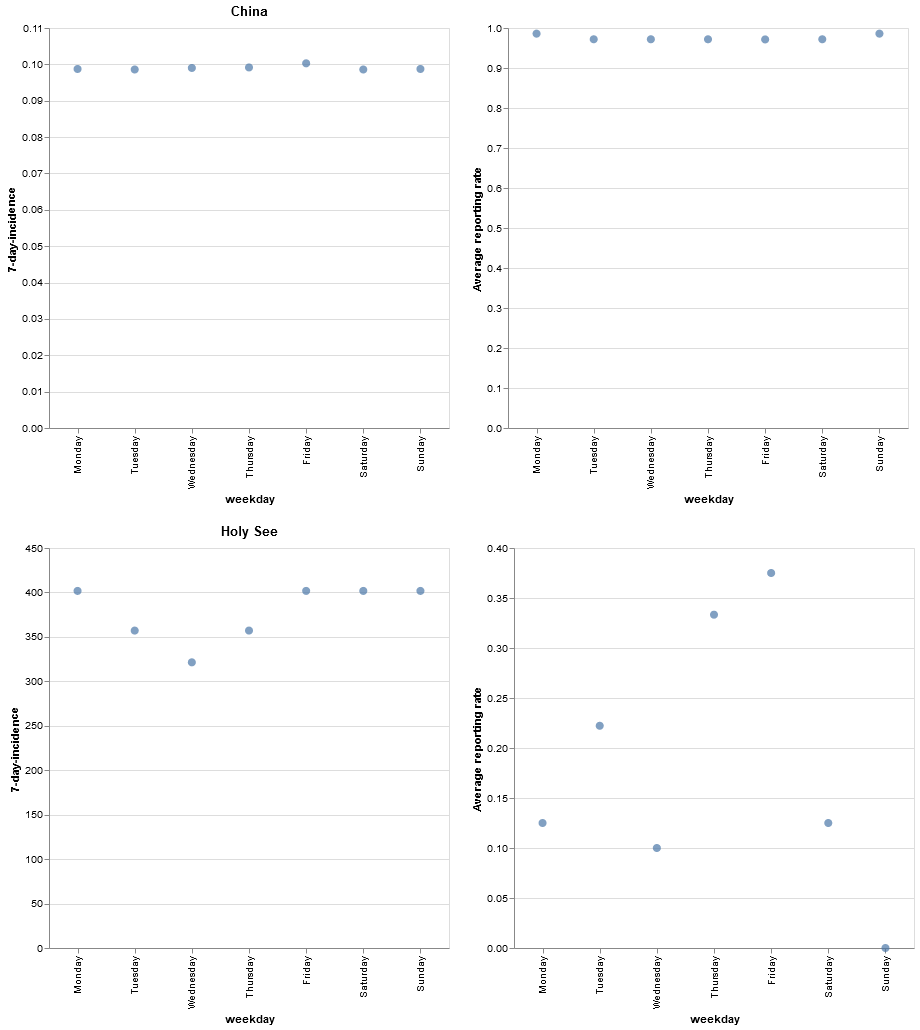 China
0.11
0.10
0.09
0.08
0.07
0.06
0.05
0.04
0.03
0.02
0.01
0.00
7-day-incidence
Monday
Tuesday
Wednesday
Thursday
Friday
Saturday
Sunday
weekday
1.0
0.9
0.8
0.7
0.6
0.5
0.4
0.3
0.2
0.1
0.0
Average reporting rate
Monday
Tuesday
Wednesday
Thursday
Friday
Saturday
Sunday
weekday
Holy See
450
400
350
300
250
200
150
100
50
0
7-day-incidence
Monday
Tuesday
Wednesday
Thursday
Friday
Saturday
Sunday
weekday
0.40
0.35
0.30
0.25
0.20
0.15
0.10
0.05
0.00
Average reporting rate
Monday
Tuesday
Wednesday
Thursday
Friday
Saturday
Sunday
weekday